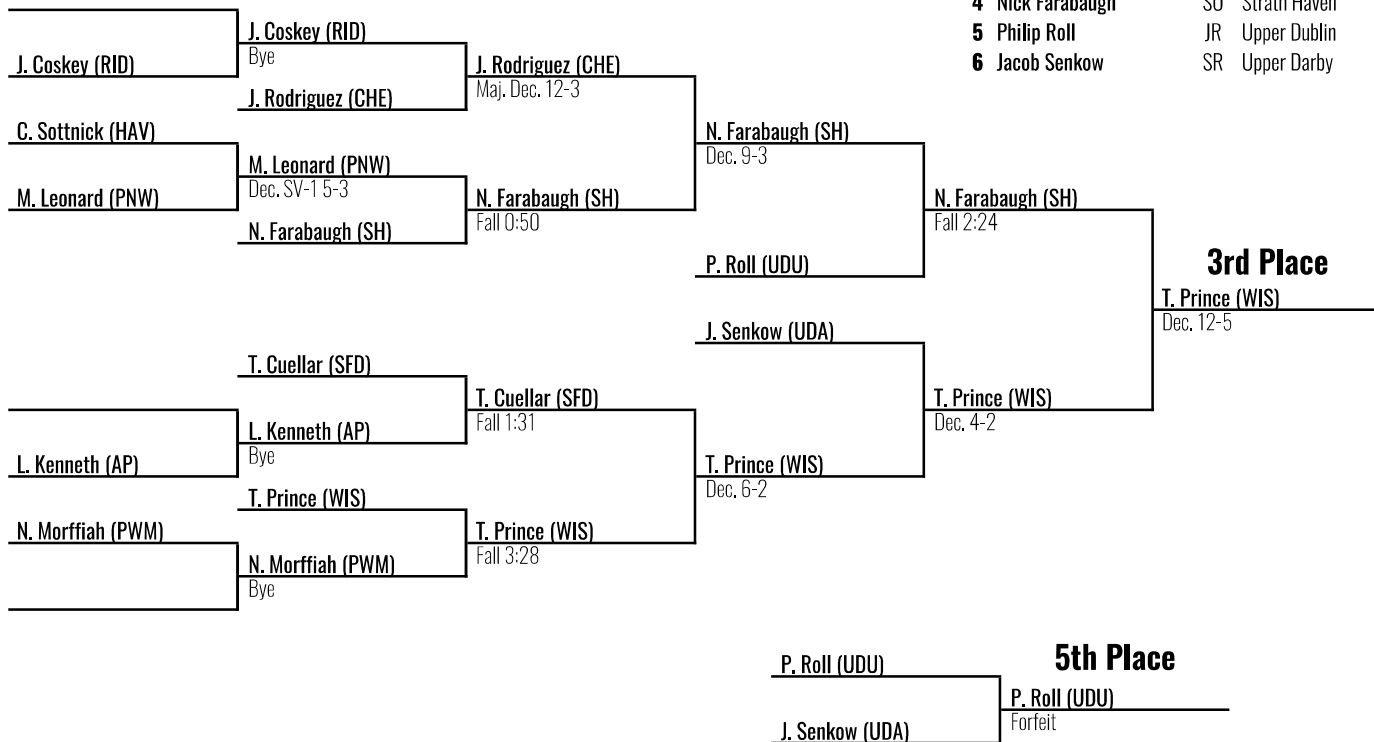 4 Nick Farabaugh SO Strath Haven
5 Philip Roll JR Upper Dublin
6 Jacob Senkow SR Upper Darby
J. Coskey (RID)
Bye
J. Coskey (RID)
J. Rodriguez (CHE)
Maj. Dec. 12-3
J. Rodriguez (CHE)
C. Sottnick (HAV)
N. Farabaugh (SH)
Dec. 9-3
M. Leonard (PNW)
Dec. SV-1 5-3
M. Leonard (PNW)
N. Farabaugh (SH)
Fall 0:50
N. Farabaugh (SH)
Fall 2:24
N. Farabaugh (SH)
P. Roll (UDU)
3rd Place
T. Prince (WIS)
Dec. 12-5
J. Senkow (UDA)
T. Cuellar (SFD)
T. Cuellar (SFD)
Fall 1:31
T. Prince (WIS)
Dec. 4-2
L. Kenneth (AP)
Bye
L. Kenneth (AP)
T. Prince (WIS)
Dec. 6-2
T. Prince (WIS)
N. Morffiah (PWM)
T. Prince (WIS)
Fall 3:28
N. Morffiah (PWM)
Bye
5th Place
P. Roll (UDU)
P. Roll (UDU)
Forfeit
J. Senkow (UDA)